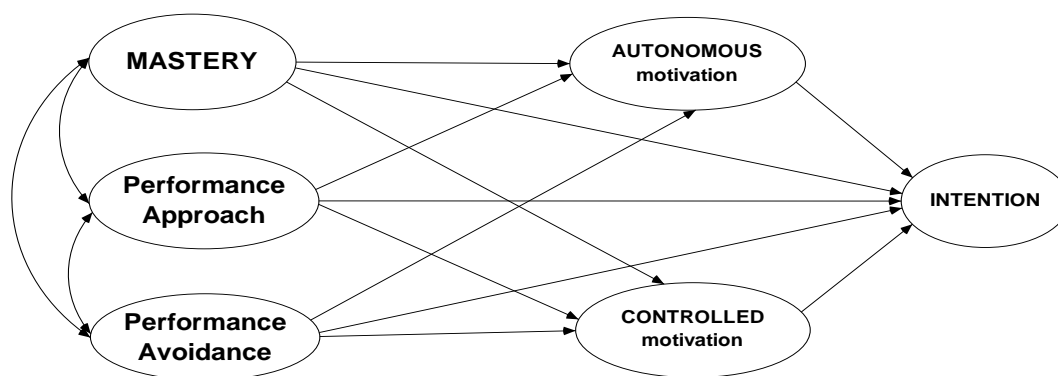 MASTERY
AUTONOMOUS
motivation
Performance
Approach
INTENTION
Performance
Avoidance
CONTROLLED
motivation